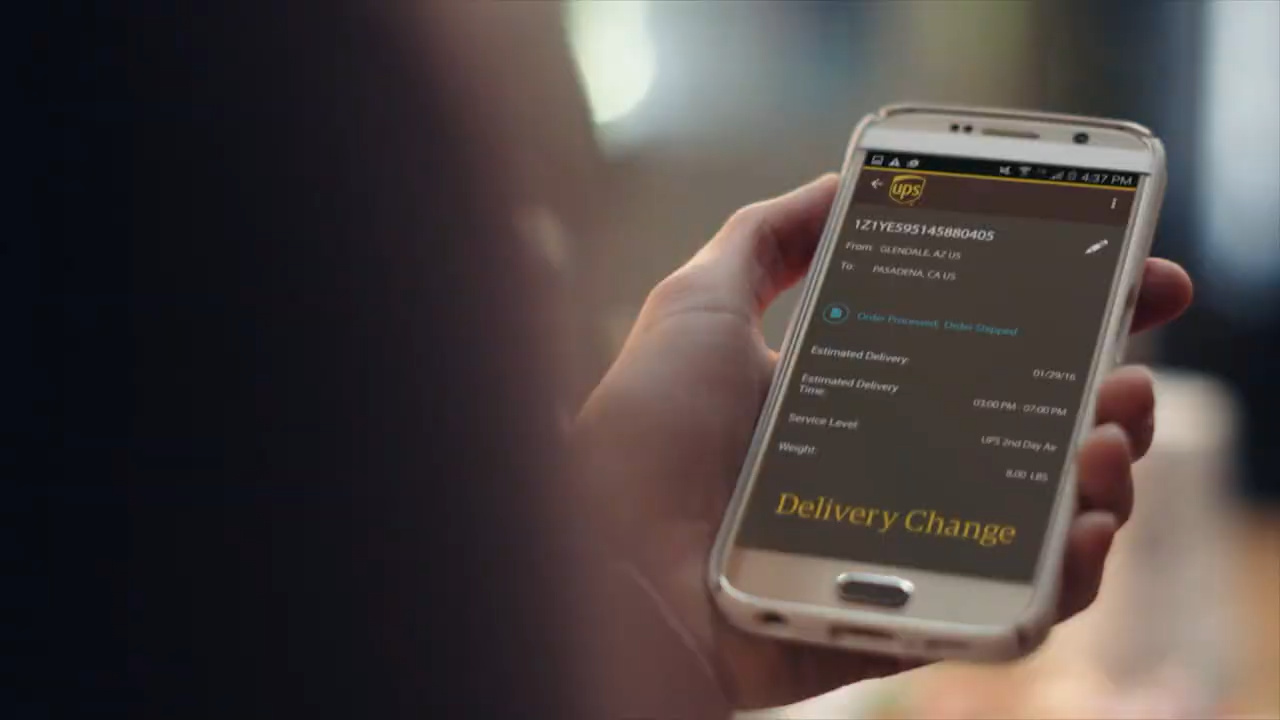 4:37 PM
ups
1Z1YE595145880405
From: GLENDALE, AZ US
To: PASADENA, CA US
Order Processed; Order Shipped
Estimated Delivery: 01/29/16
Estimated Delivery
Time: 03:00 PM - 07:00 PM
Service Level: UPS 2nd Day Air
Weight: 8.00 LBS
Delivery Change